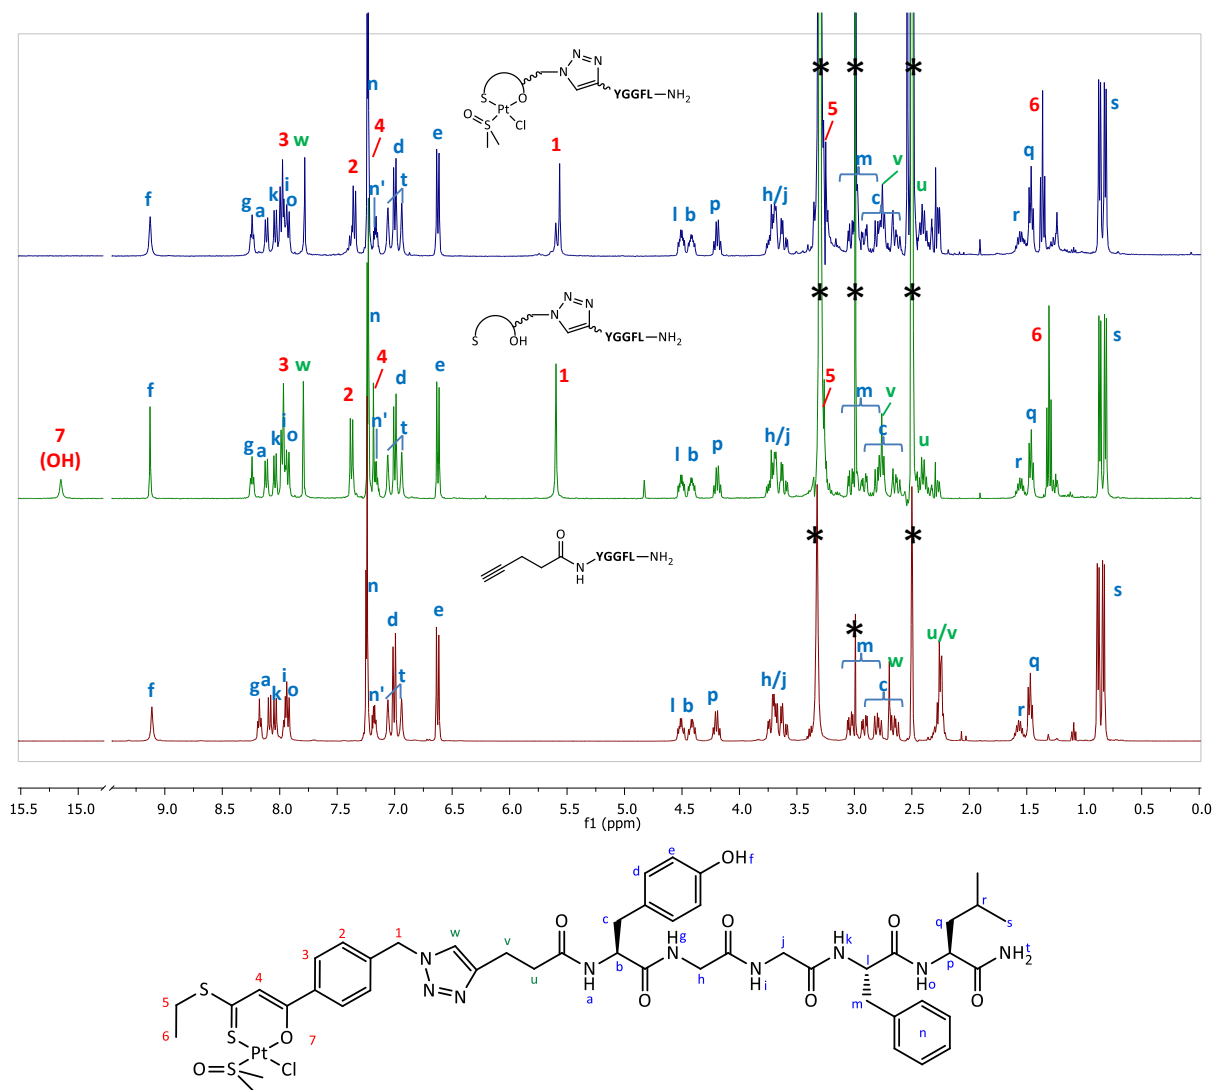 N N
N
S O YGGFL—NH2
Pt
O S Cl
n
4
3 w 2 d e 1
f g a k i o n' t
l b p h/j * * *
5
m v c u
6
q r s
N N
N
S OH YGGFL—NH2
n
4
3 w 2 d e 1
7
(OH)
f g a k i o n' t
l b p h/j * * *
5
m v c u
6
q r s
O
N YGGFL—NH2
H
n
d e
f g a k i o n' t
l b p h/j * * *
m w c u/v
q r s
15.5 15.0 9.0 8.5 8.0 7.5 7.0 6.5 6.0 5.5 5.0 4.5 4.0 3.5 3.0 2.5 2.0 1.5 1.0 0.5 0.0
f1 (ppm)
e OH f
d
r
c q s
2 1 w v O H g O j H k O NH2 t
3 N N N N
4 N N u N a b O h N H i O l N H o p O
S
5 m
6 S O 7 n
Pt
O=S Cl